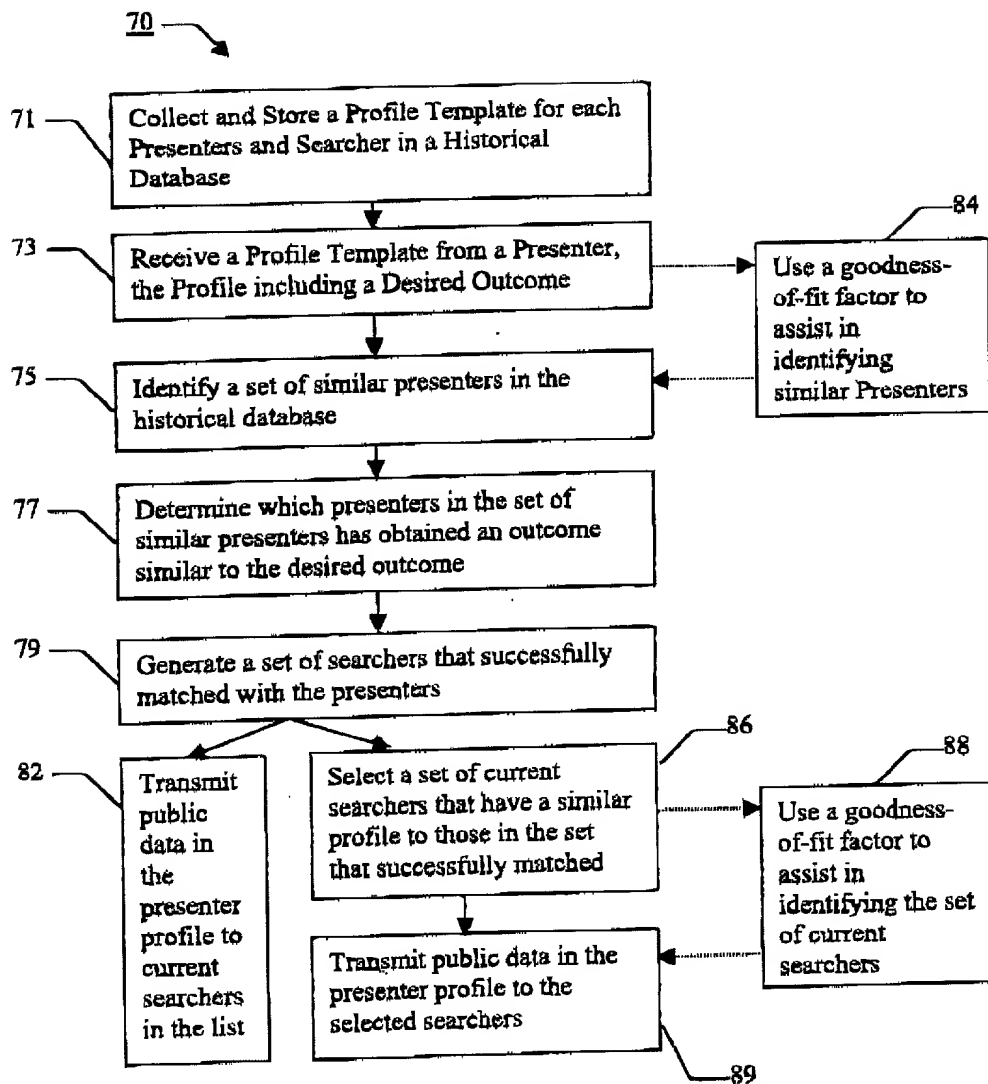 70
71
Collect and Store a Profile Template for each
Presenters and Searcher in a Historical
Database
73
Receive a Profile Template from a Presenter,
the Profile including a Desired Outcome
84
Use a goodness-
of-fit factor to
assist in
identifying
similar Presenters
75
Identify a set of similar presenters in the
historical database
77
Determine which presenters in the set of
similar presenters has obtained an outcome
similar to the desired outcome
79
Generate a set of searchers that successfully
matched with the presenters
82
Transmit
public
data in
the
presenter
profile to
current
searchers
in the list
86
Select a set of current
searchers that have a similar
profile to those in the set
that successfully matched
88
Use a goodness-
of-fit factor to
assist in
identifying the set
of current
searchers
Transmit public data in the
presenter profile to the
selected searchers
89